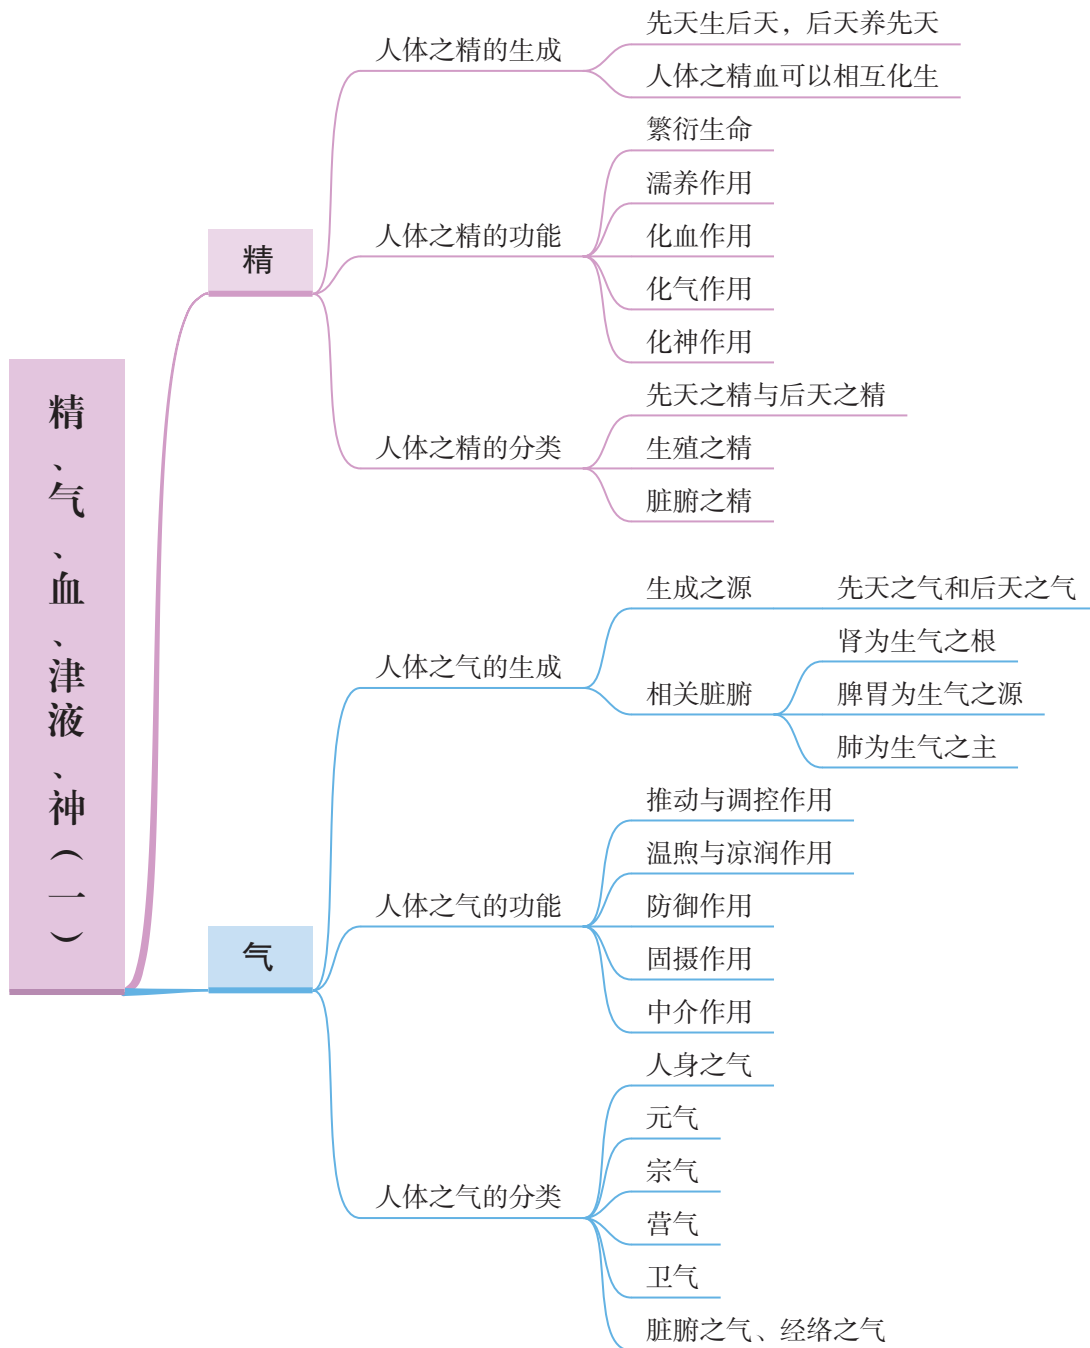 精、气、血、津液、神（一）
精
人体之精的生成
先天生后天，后天养先天
人体之精血可以相互化生
人体之精的功能
繁衍生命
濡养作用
化血作用
化气作用
化神作用
人体之精的分类
先天之精与后天之精
生殖之精
脏腑之精
气
人体之气的生成
生成之源
先天之气和后天之气
相关脏腑
肾为生气之根
脾胃为生气之源
肺为生气之主
人体之气的功能
推动与调控作用
温煦与凉润作用
防御作用
固摄作用
中介作用
人体之气的分类
人身之气
元气
宗气
营气
卫气
脏腑之气、经络之气